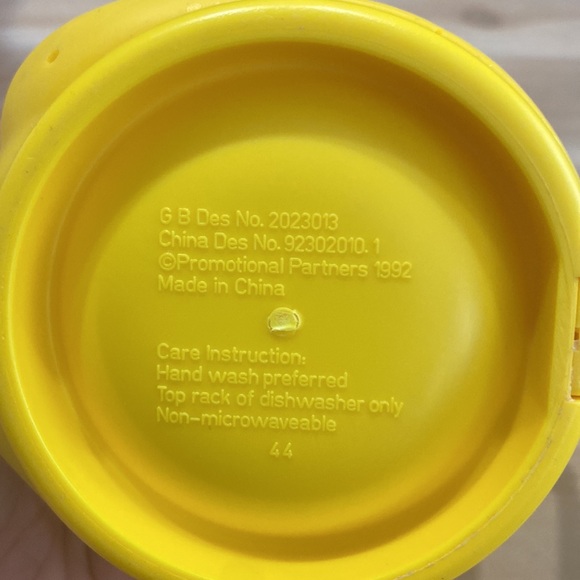 G B Des No. 2023013
China Des No. 92302010. 1
©Promotional Partners 1992
Made in China
Care Instruction:
Hand wash preferred
Top rack of dishwasher only
Non-microwaveable
44